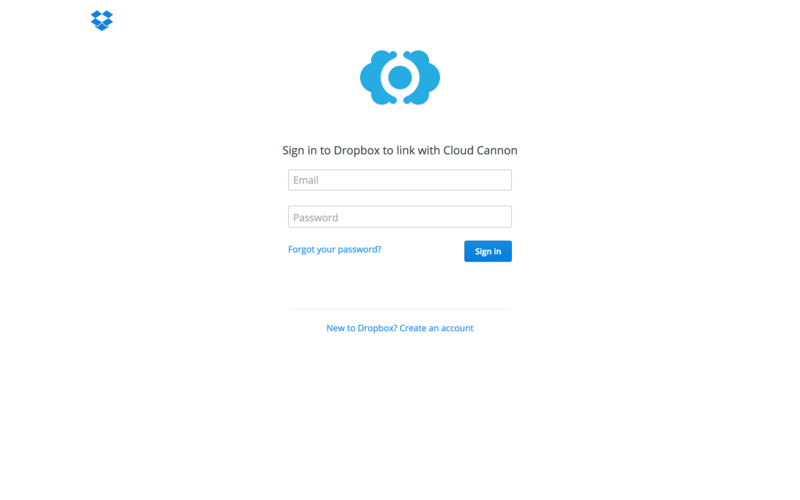 Sign in to Dropbox to link with Cloud Cannon
Email
Password
Forgot your password?
Sign in
New to Dropbox? Create an account